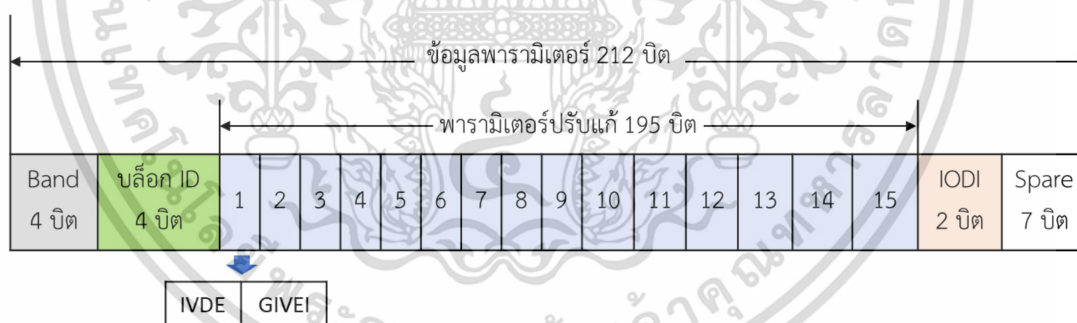 ข้อมูลพารามิเตอร์ 212 บิต
พารามิเตอร์ปรับแก้ 195 บิต
Band บล็อก ID 1 2 3 4 5 6 7 8 9 10 11 12 13 14 15 IODI Spare
4 บิต 4 บิต 2 บิต 7 บิต
IVDE GIVEI